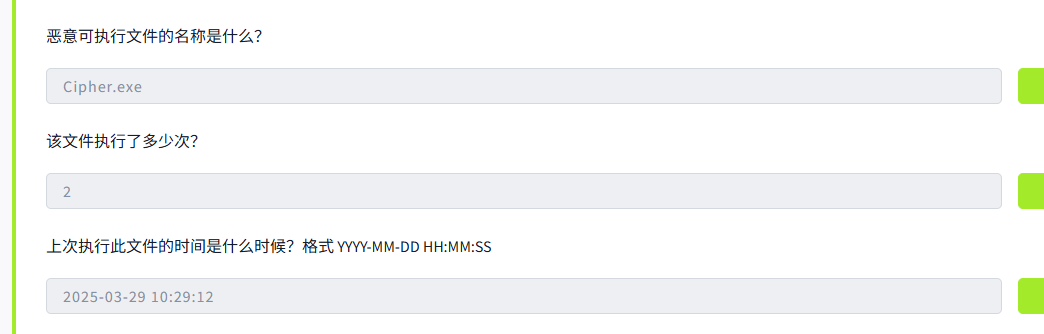 恶意可执行文件的名称是什么？
Cipher.exe
该文件执行了多少次？
2
上次执行此文件的时间是什么时候？格式 YYYY-MM-DD HH:MM:SS
2025-03-29 10:29:12